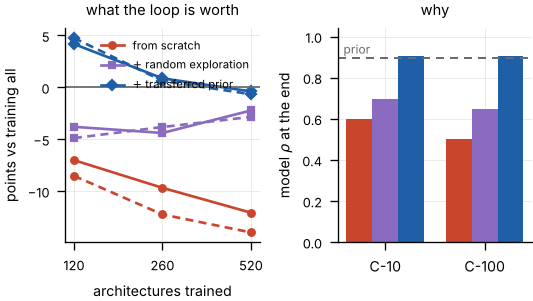 what the loop is worth
points vs training all
5
0
−5
−10
from scratch
+ random exploration
+ transferred prior
120
260
520
architectures trained
why
model ρ at the end
1.0
0.8
0.6
0.4
0.2
0.0
prior
C-10
C-100